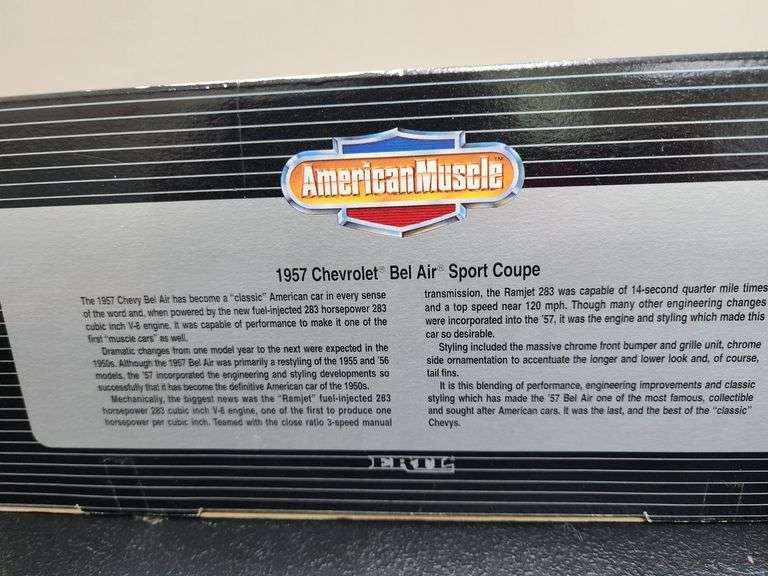 AmericanMuscle™
1957 Chevrolet® Bel Air® Sport Coupe
The 1957 Chevy Bel Air has become a "classic" American car in every sense
of the word and, when powered by the new fuel-injected 283 horsepower 283
cubic inch V-8 engine. It was capable of performance to make it one of the
first "muscle cars" as well.
Dramatic changes from one model year to the next were expected in the
1950s. Although the 1957 Bel Air was primarily a restyling of the 1955 and '56
models, the '57 incorporated the engineering and styling developments so
successfully that it has become the definitive American car of the 1950s.
Mechanically, the biggest news was the "Ramjet" fuel-injected 283
horsepower 283 cubic inch V-8 engine, one of the first to produce one
horsepower per cubic inch. Teamed with the close ratio 3-speed manual
transmission, the Ramjet 283 was capable of 14-second quarter mile times
and a top speed near 120 mph. Though many other engineering changes
were incorporated into the '57, it was the engine and styling which made this
car so desirable.
Styling included the massive chrome front bumper and grille unit, chrome
side ornamentation to accentuate the longer and lower look and, of course,
tail fins.
It is this blending of performance, engineering improvements and classic
styling which has made the '57 Bel Air one of the most famous, collectible
and sought after American cars. It was the last, and the best of the "classic"
Chevys.
ERTL